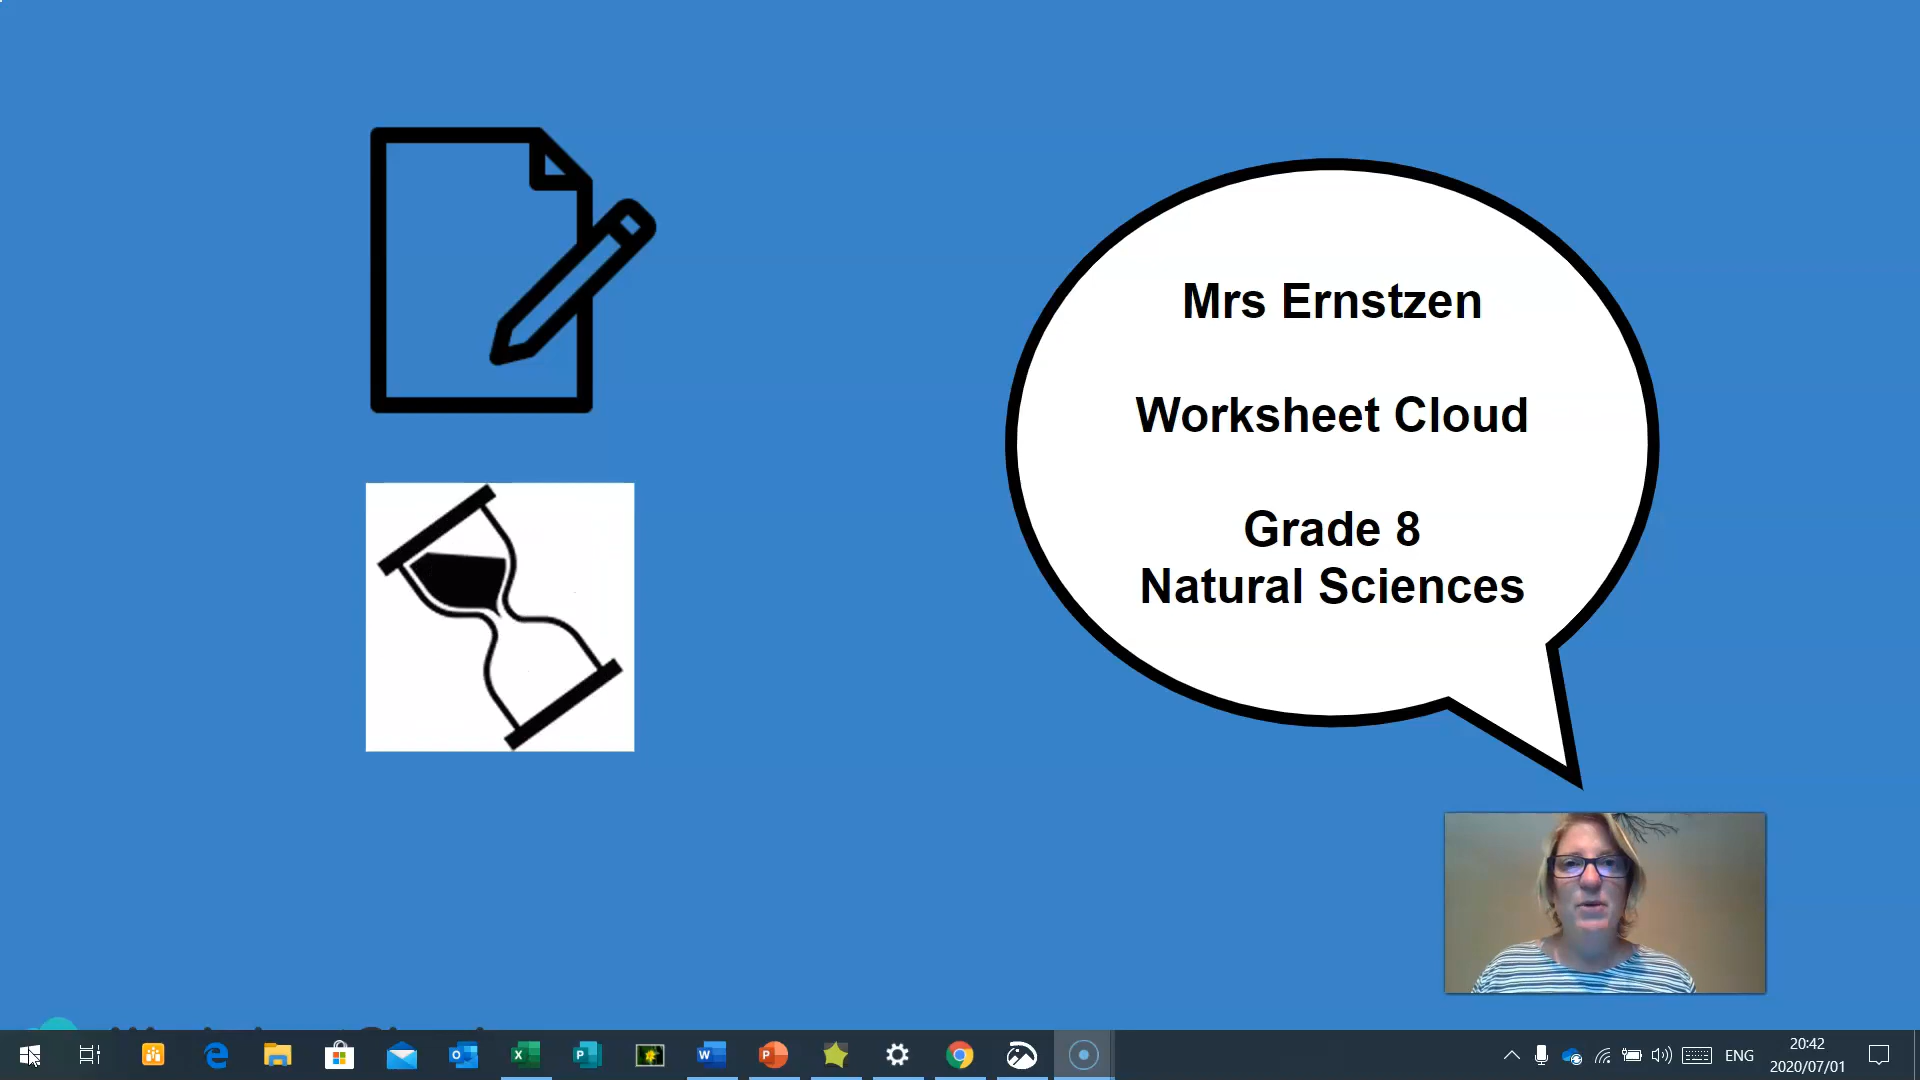 Mrs Ernstzen
Worksheet Cloud
Grade 8
Natural Sciences
ENG
20:42
2020/07/01